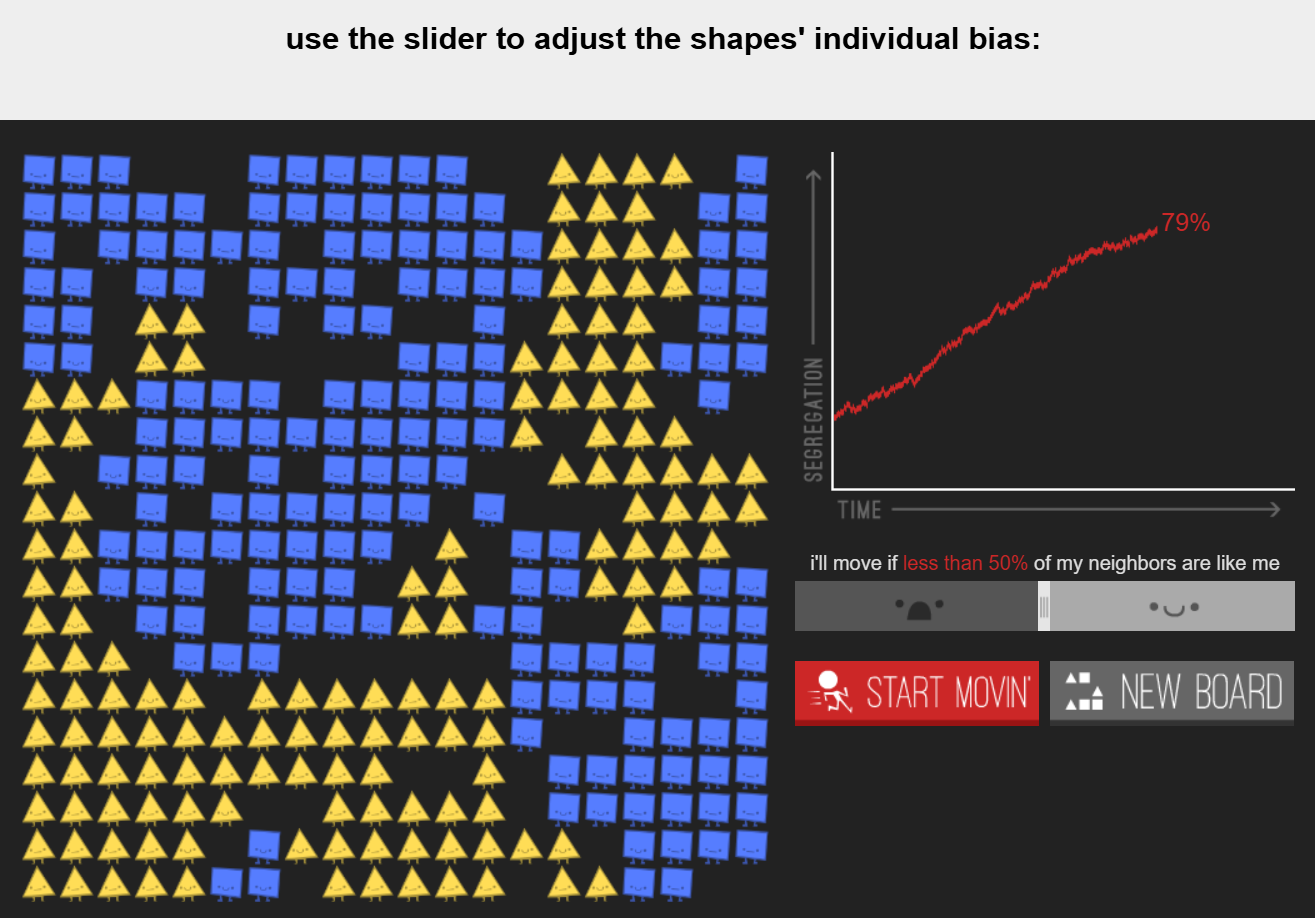 use the slider to adjust the shapes' individual bias:
79%
SEGREGATION
TIME
i'll move if less than 50% of my neighbors are like me
START MOVIN'
NEW BOARD